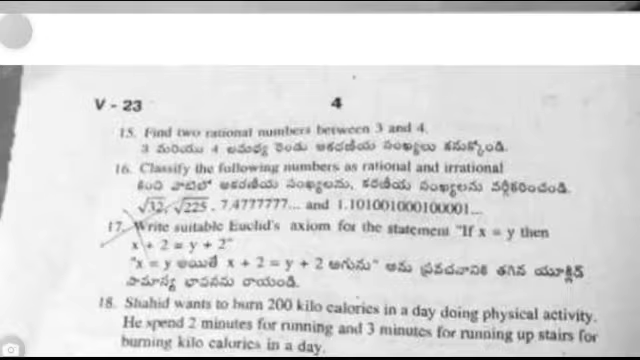 V - 23
4
15. Find two rational numbers between 3 and 4.
3 మరియు 4 లమధ్య రెండు అకరణీయ సంఖ్యలు కనుక్కోండి.
16. Classify the following numbers as rational and irrational
కింది వాటిలో అకరణీయ సంఖ్యలను, కరణీయ సంఖ్యలను వర్గీకరించండి.
√32, √225, 7.4777777... and 1.101001000100001...
17. Write suitable Euclid's axiom for the statement "If x = y then
x + 2 = y + 2"
"x = y అయితే x + 2 = y + 2 అగును" అను ప్రవచనానికి తగిన యూక్లిడ్
సామాన్య భావనను రాయండి.
18. Shahid wants to burn 200 kilo calories in a day doing physical activity.
He spend 2 minutes for running and 3 minutes for running up stairs for
burning kilo calories in a day.